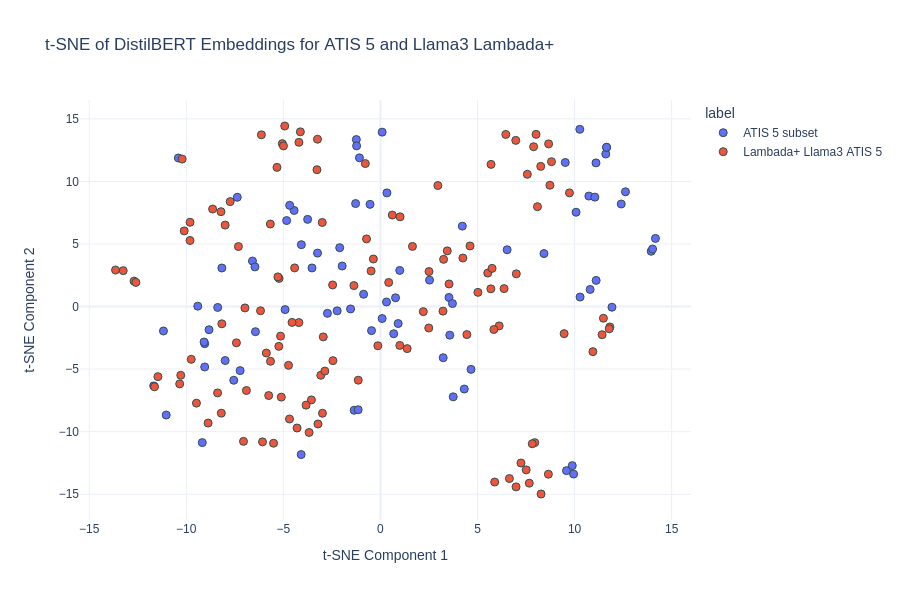 t-SNE of DistilBERT Embeddings for ATIS 5 and Llama3 Lambada+
label
ATIS 5 subset
Lambada+ Llama3 ATIS 5
t-SNE Component 2
15
10
5
0
−5
−10
−15
−15 −10 −5 0 5 10 15
t-SNE Component 1